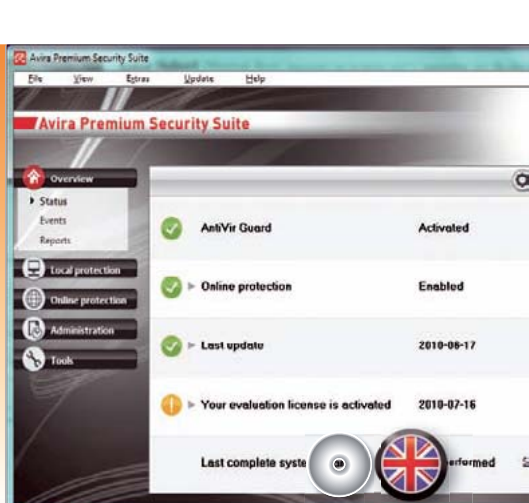 Avira Premium Security Suite
File View Extras Update Help
Avira Premium Security Suite
Overview
Status
Events
Reports
Local protection
Online protection
Administration
Tools
AntiVir Guard Activated
Online protection Enabled
Last update 2010-06-17
Your evaluation license is activated 2010-07-16
Last complete syste erformed